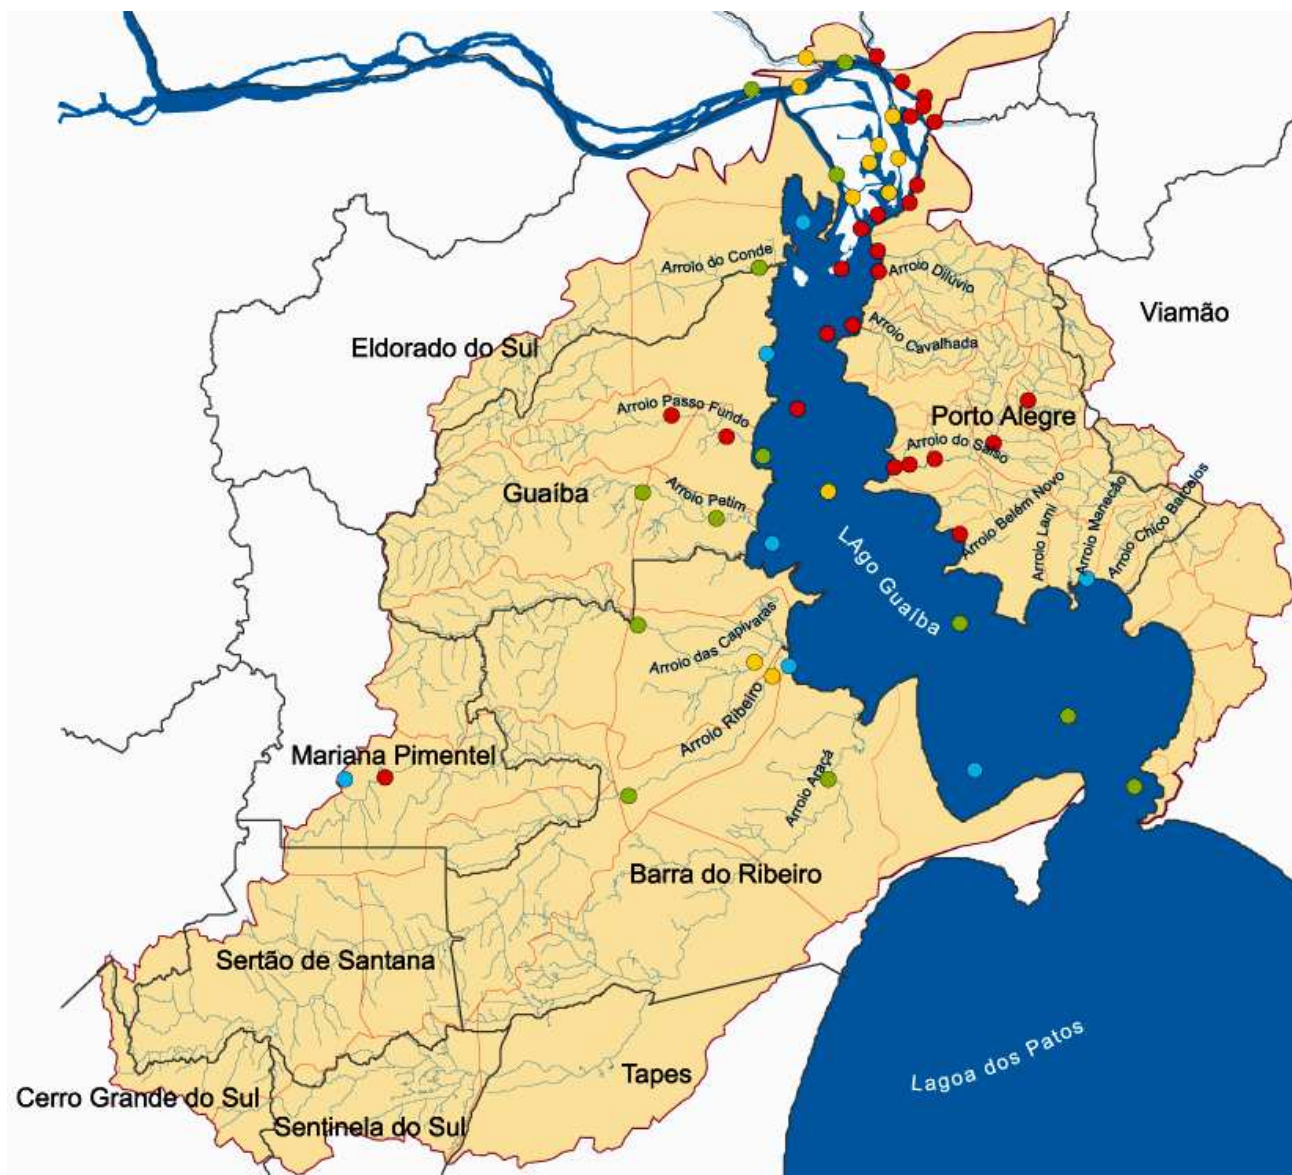 Arroio do Conde
Arroio Dilúvio
Viamão
Eldorado do Sul
Arroio Cavalhada
Arroio Passo Fundo
Porto Alegre
Arroio do Salso
Guaíba
Arroio Petim
Arroio Belém Novo
Arroio Lami
Arroio Manecão
Arroio Chico Barcelos
LAgo Guaíba
Arroio das Capivaras
Arroio Ribeiro
Mariana Pimentel
Arroio Araçá
Barra do Ribeiro
Sertão de Santana
Lagoa dos Patos
Tapes
Cerro Grande do Sul
Sentinela do Sul